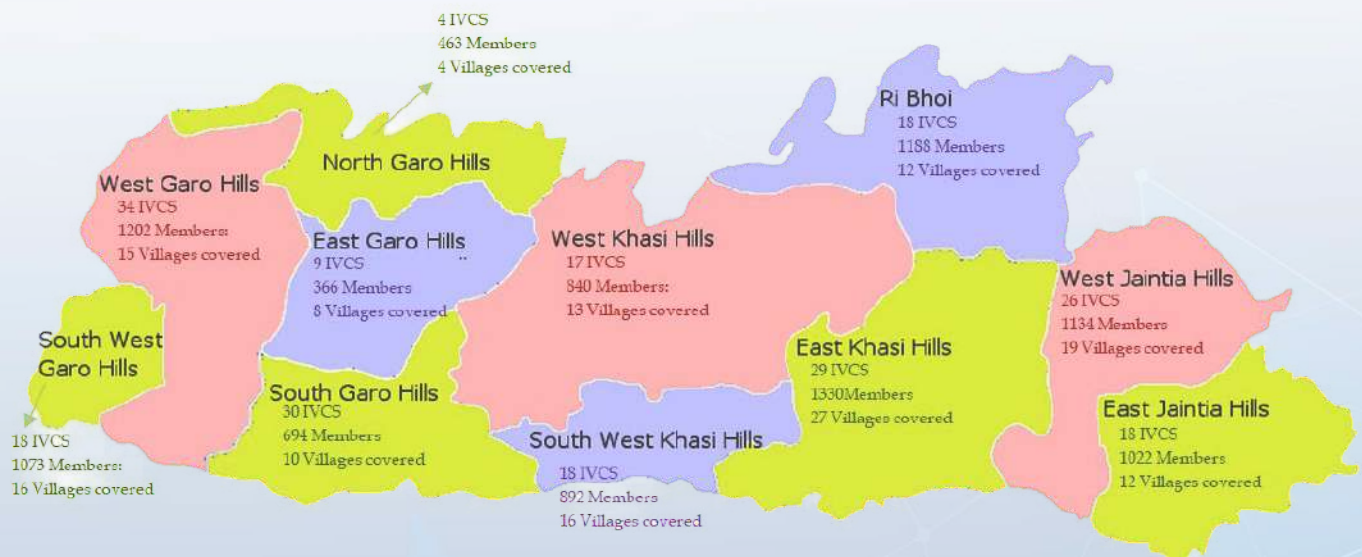 4 IVCS
463 Members
4 Villages covered
North Garo Hills
West Garo Hills
34 IVCS
1202 Members:
15 Villages covered
East Garo Hills
9 IVCS
366 Members
8 Villages covered
South West
Garo Hills
18 IVCS
1073 Members:
16 Villages covered
South Garo Hills
30 IVCS
694 Members
10 Villages covered
West Khasi Hills
17 IVCS
840 Members:
13 Villages covered
South West Khasi Hills
18 IVCS
892 Members
16 Villages covered
Ri Bhoi
18 IVCS
1188 Members
12 Villages covered
East Khasi Hills
29 IVCS
1330Members
27 Villages covered
West Jaintia Hills
26 IVCS
1134 Members
19 Villages covered
East Jaintia Hills
18 IVCS
1022 Members
12 Villages covered